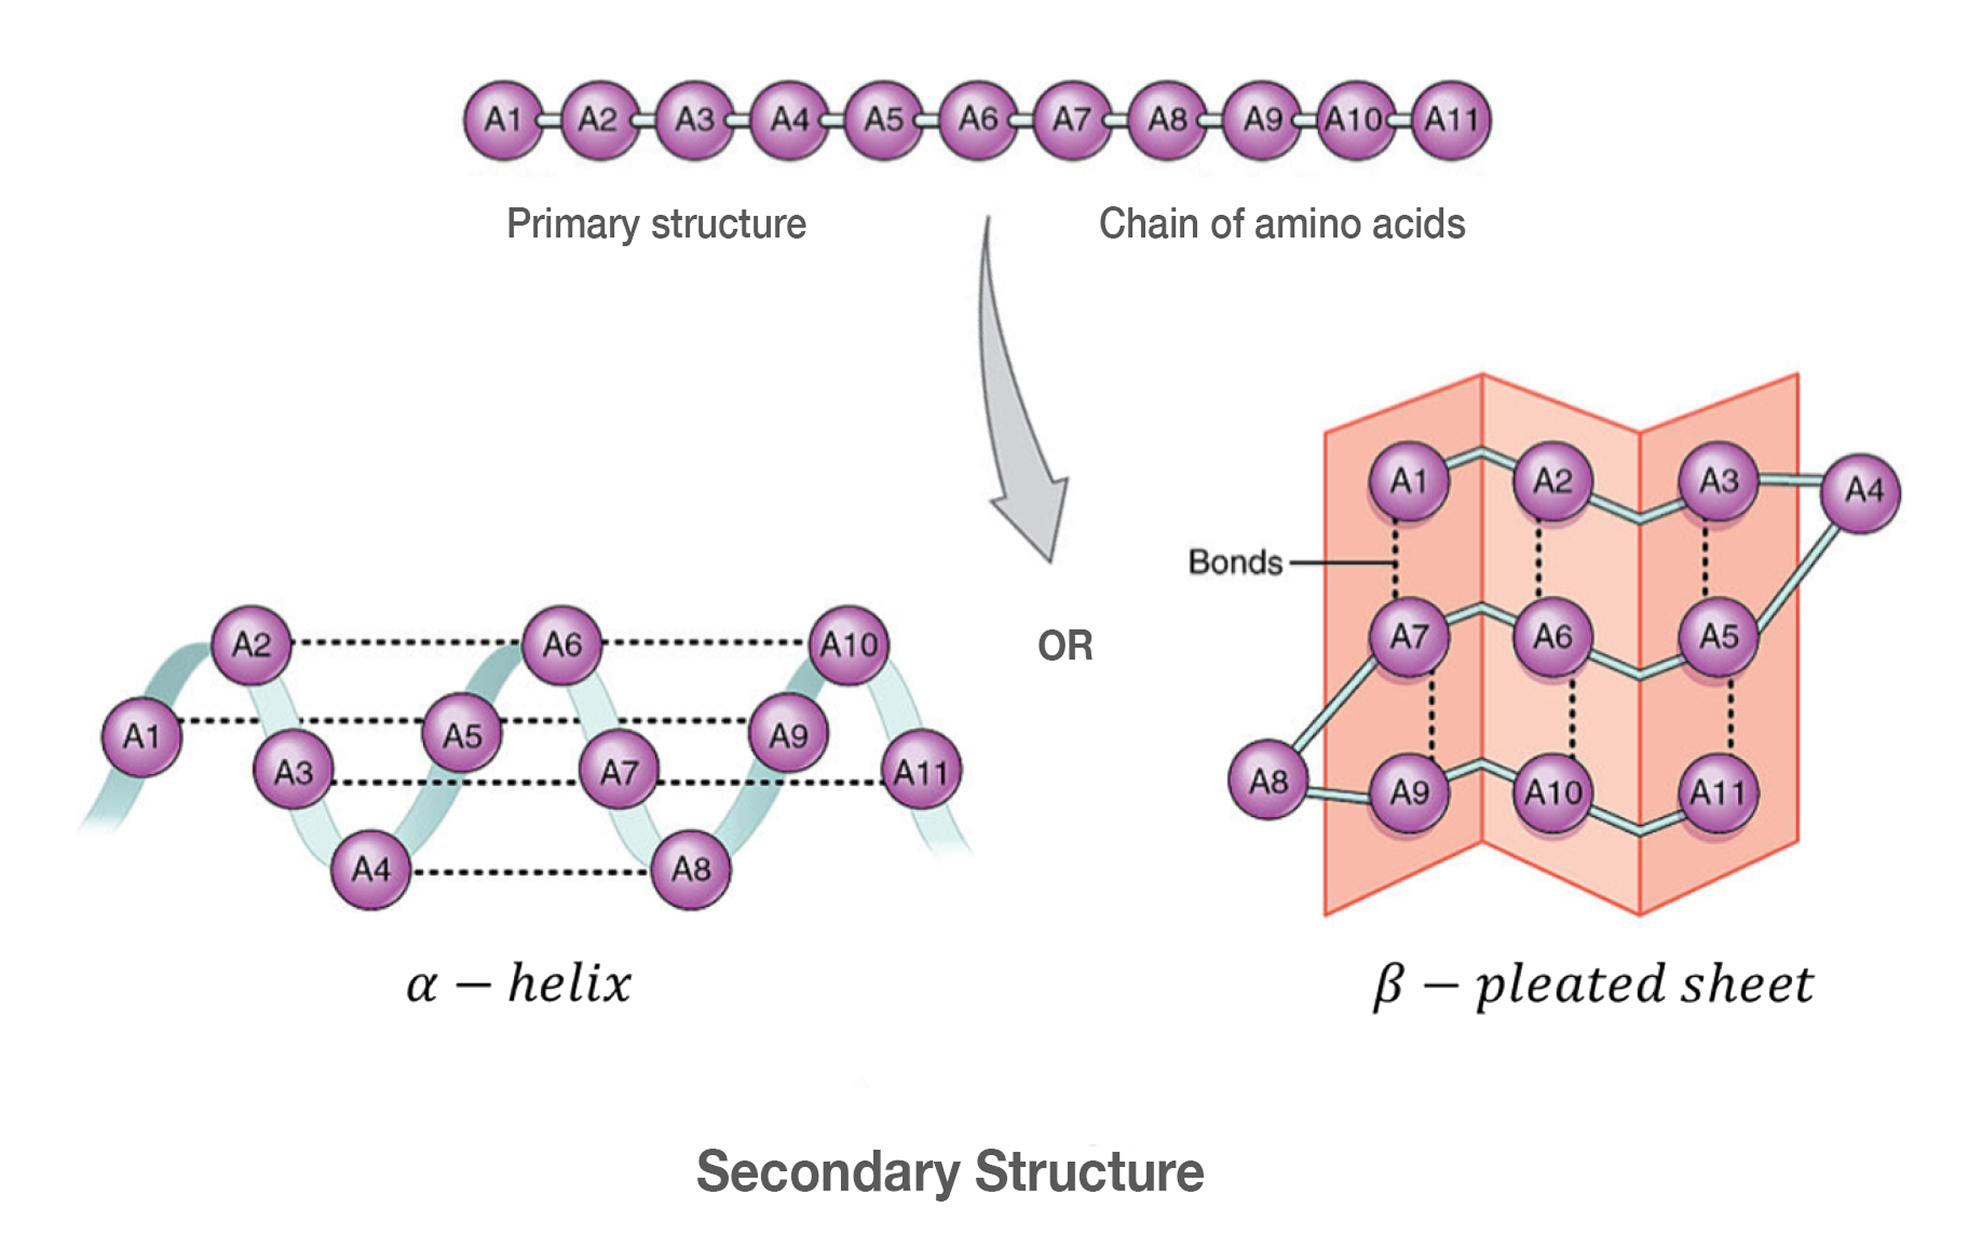 A1 A2 A3 A4 A5 A6 A7 A8 A9 A10 A11
Primary structure
Chain of amino acids
A2 A6 A10
A1 A5 A9
A3 A7 A11
A4 A8
α – helix
OR
A1 A2 A3 A4
Bonds
A7 A6 A5
A8 A9 A10 A11
β – pleated sheet
Secondary Structure